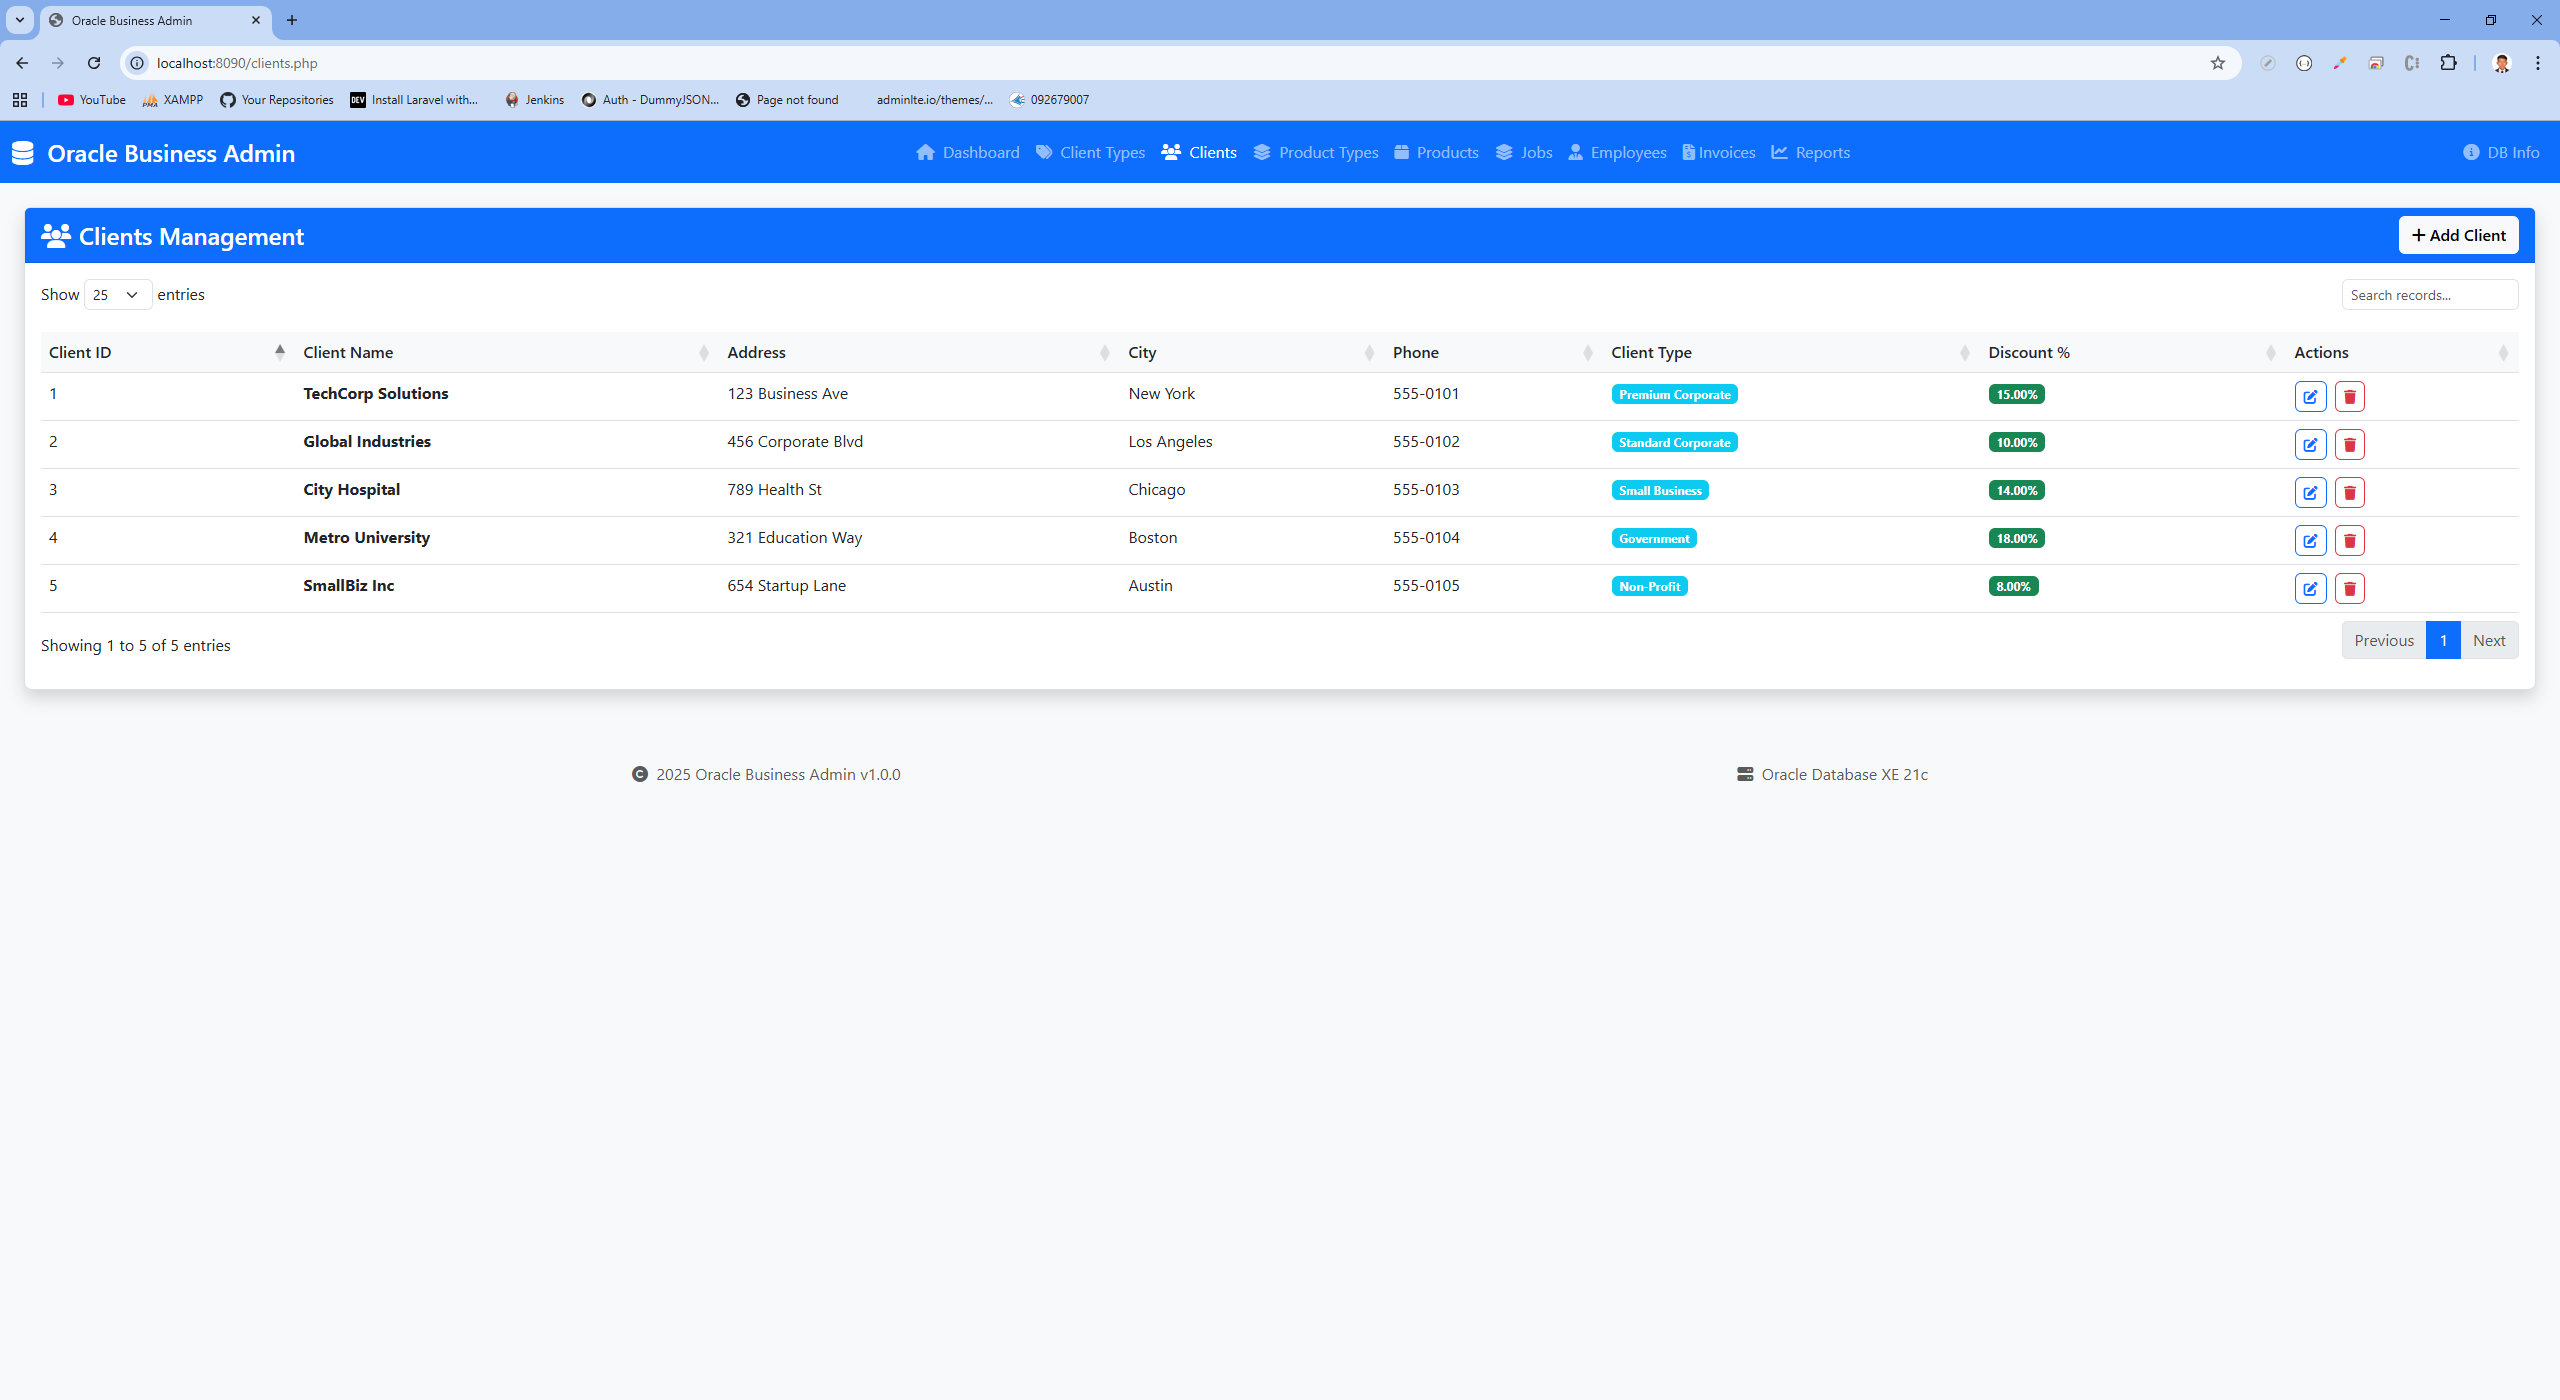 Oracle Business Admin
localhost:8090/clients.php
YouTube XAMPP Your Repositories DEV Install Laravel with... Jenkins Auth - DummyJSON... Page not found adminlte.io/themes/... 092679007
Oracle Business Admin Dashboard Client Types Clients Product Types Products Jobs Employees Invoices Reports DB Info
Clients Management + Add Client
Show 25 entries Search records...
Client ID Client Name Address City Phone Client Type Discount % Actions
1 TechCorp Solutions 123 Business Ave New York 555-0101 Premium Corporate 15.00%
2 Global Industries 456 Corporate Blvd Los Angeles 555-0102 Standard Corporate 10.00%
3 City Hospital 789 Health St Chicago 555-0103 Small Business 14.00%
4 Metro University 321 Education Way Boston 555-0104 Government 18.00%
5 SmallBiz Inc 654 Startup Lane Austin 555-0105 Non-Profit 8.00%
Showing 1 to 5 of 5 entries Previous 1 Next
© 2025 Oracle Business Admin v1.0.0 Oracle Database XE 21c